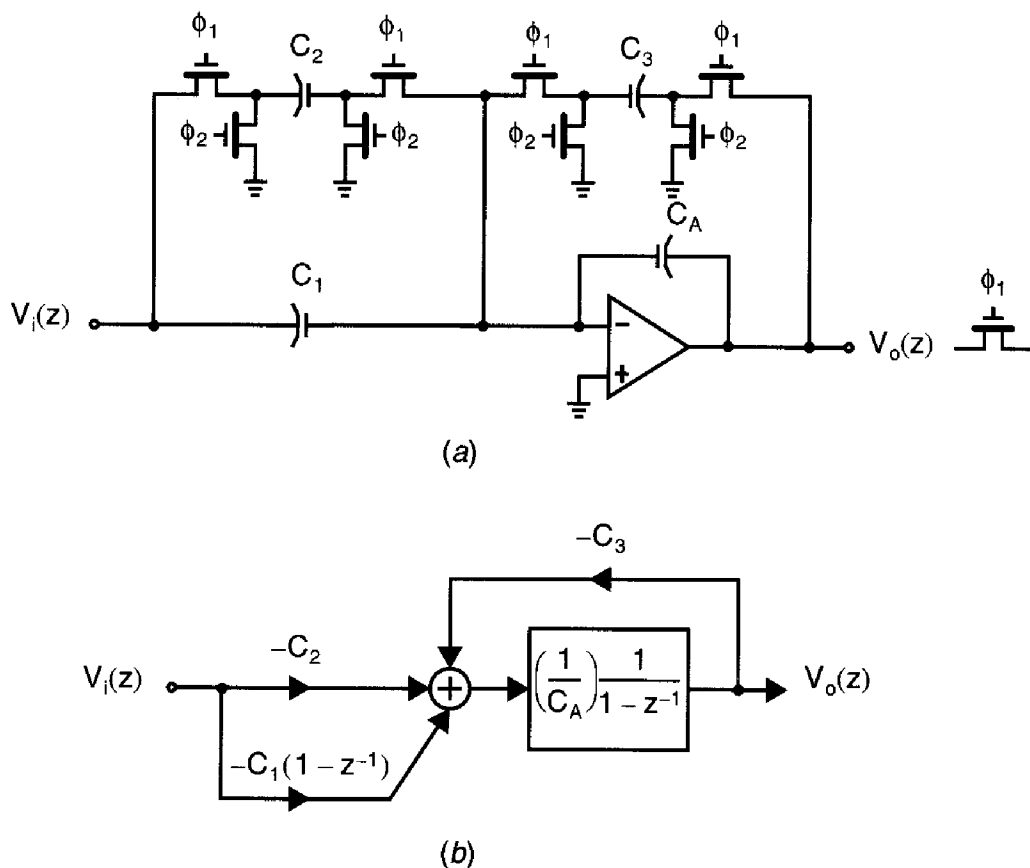 ϕ1 C2 ϕ1 ϕ1 C3 ϕ1
ϕ2 ϕ2 ϕ2 ϕ2
CA
C1
Vi(z) − + Vo(z) ϕ1
(a)
−C3
−C2
Vi(z) + (1/CA) 1/(1 − z−1) Vo(z)
−C1(1 − z−1)
(b)